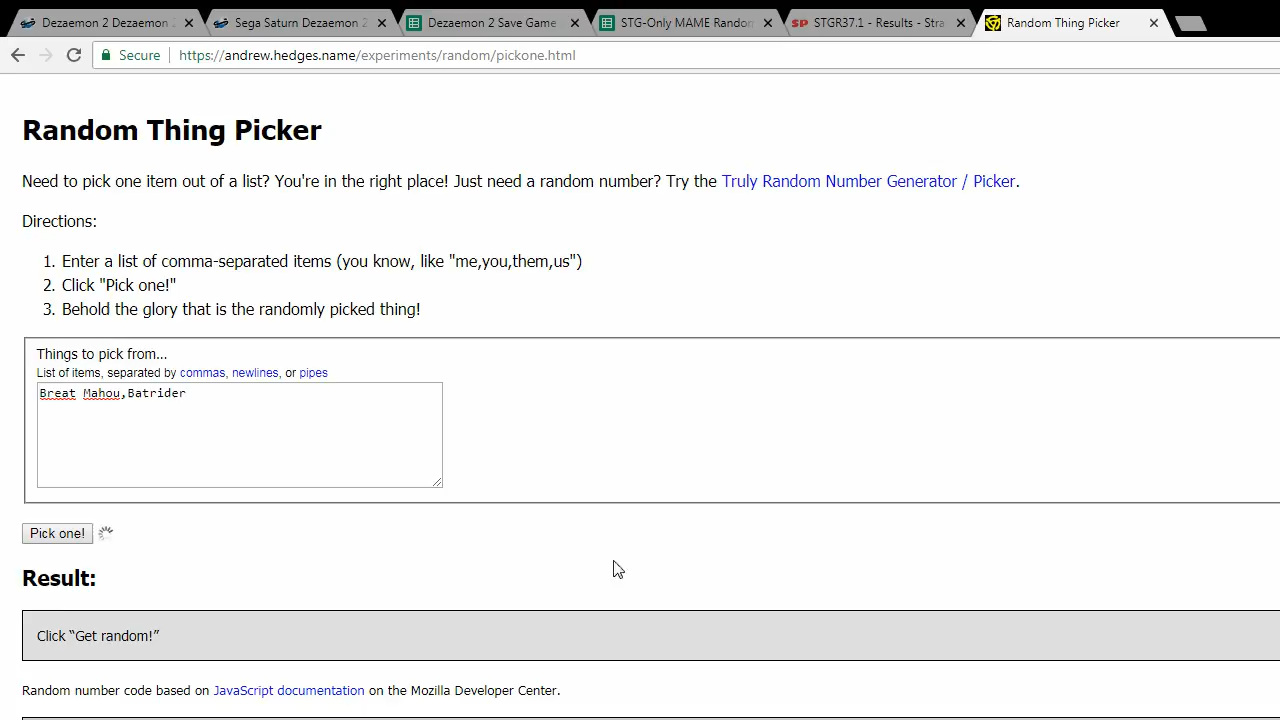 Dezaemon 2 Dezaemon
Sega Saturn Dezaemon 2
Dezaemon 2 Save Game
STG-Only MAME Random
STGR37.1 - Results - Stra
Random Thing Picker
Secure
https://andrew.hedges.name/experiments/random/pickone.html
Random Thing Picker
Need to pick one item out of a list? You're in the right place! Just need a random number? Try the Truly Random Number Generator / Picker.
Directions:
1. Enter a list of comma-separated items (you know, like "me,you,them,us")
2. Click "Pick one!"
3. Behold the glory that is the randomly picked thing!
Things to pick from...
List of items, separated by commas, newlines, or pipes
Breat Mahou,Batrider
Pick one!
Result:
Click “Get random!”
Random number code based on JavaScript documentation on the Mozilla Developer Center.